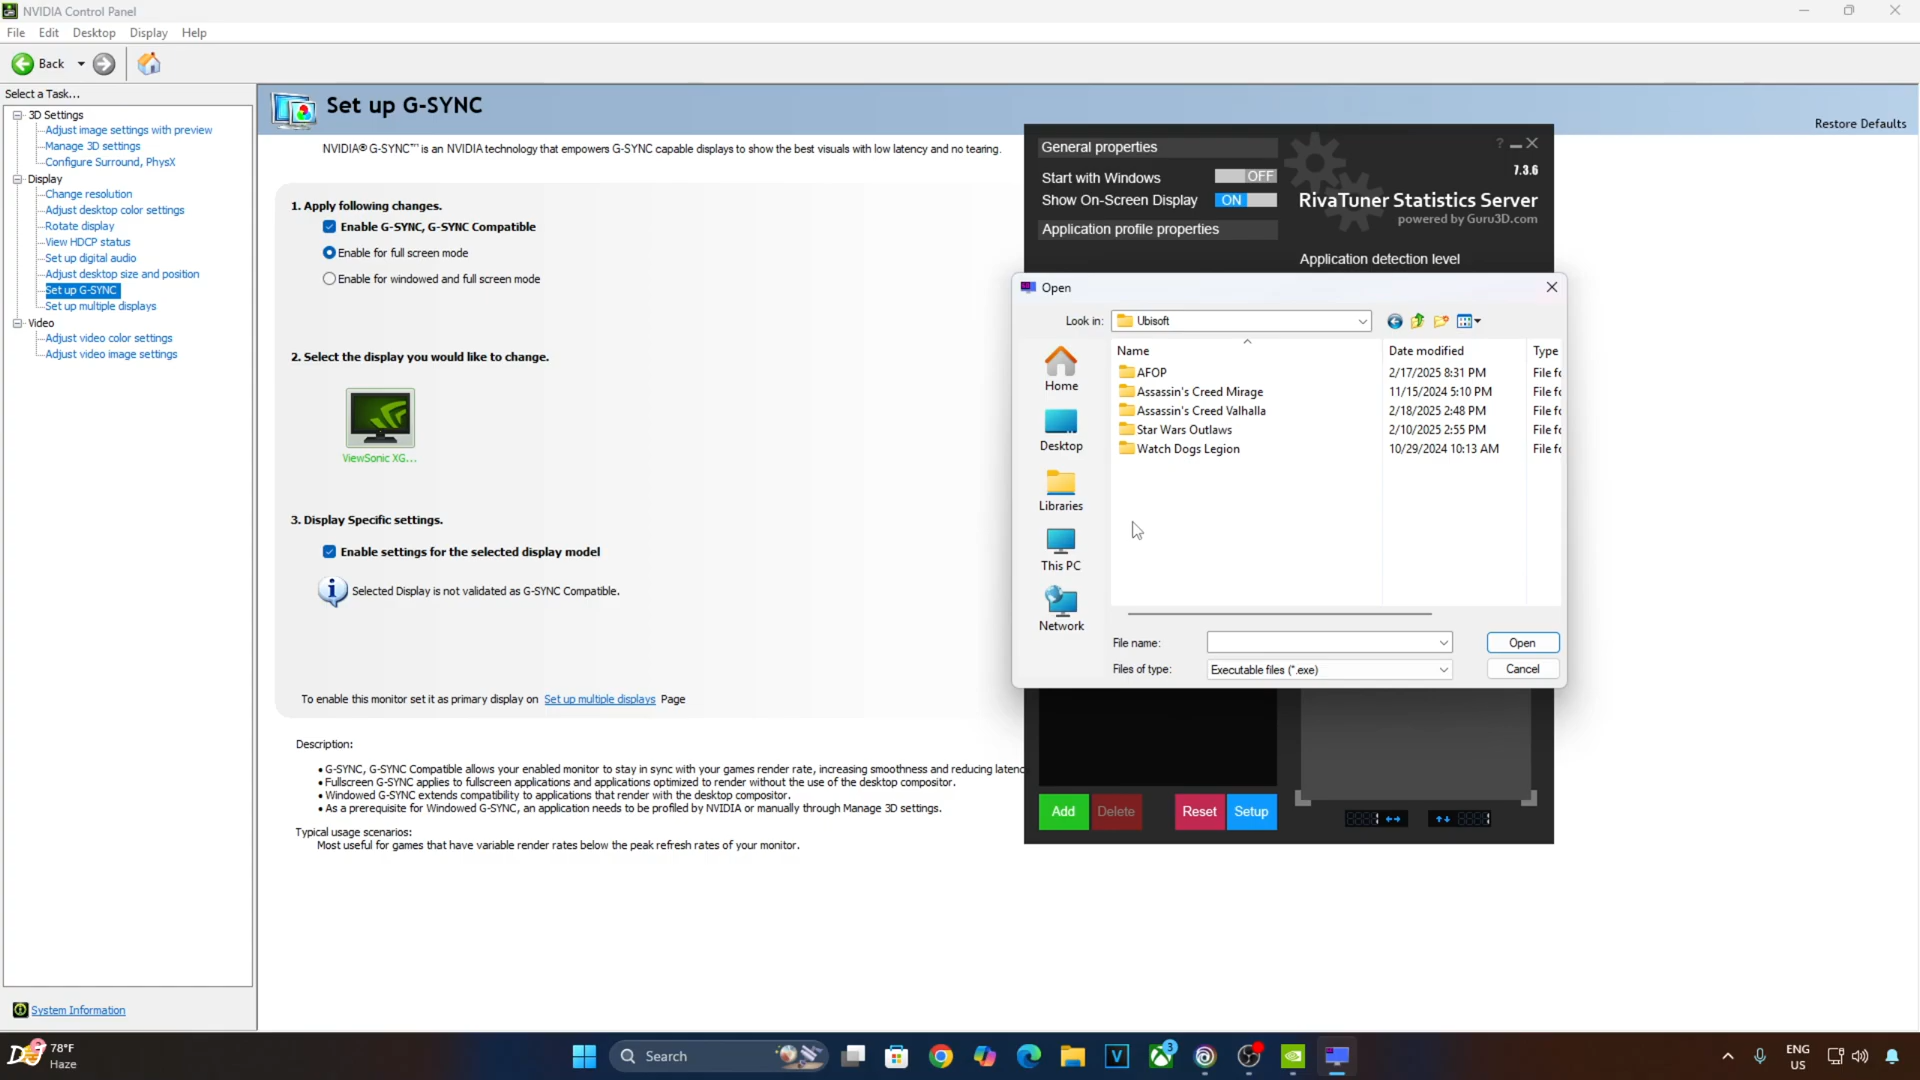 NVIDIA Control Panel
File Edit Desktop Display Help
Back
Select a Task...
3D Settings
Adjust image settings with preview
Manage 3D settings
Configure Surround, PhysX
Display
Change resolution
Adjust desktop color settings
Rotate display
View HDCP status
Set up digital audio
Adjust desktop size and position
Set up G-SYNC
Set up multiple displays
Video
Adjust video color settings
Adjust video image settings
System Information
Set up G-SYNC
Restore Defaults
NVIDIA® G-SYNC™ is an NVIDIA technology that empowers G-SYNC capable displays to show the best visuals with low latency and no tearing.
1. Apply following changes.
Enable G-SYNC, G-SYNC Compatible
Enable for full screen mode
Enable for windowed and full screen mode
2. Select the display you would like to change.
ViewSonic XG...
3. Display Specific settings.
Enable settings for the selected display model
Selected Display is not validated as G-SYNC Compatible.
To enable this monitor set it as primary display on Set up multiple displays Page
Description:
• G-SYNC, G-SYNC Compatible allows your enabled monitor to stay in sync with your games render rate, increasing smoothness and reducing latenc
• Fullscreen G-SYNC applies to fullscreen applications and applications optimized to render without the use of the desktop compositor.
• Windowed G-SYNC extends compatibility to applications that render with the desktop compositor.
• As a prerequisite for Windowed G-SYNC, an application needs to be profiled by NVIDIA or manually through Manage 3D settings.
Typical usage scenarios:
Most useful for games that have variable render rates below the peak refresh rates of your monitor.
General properties
?
7.3.6
Start with Windows OFF
Show On-Screen Display ON
RivaTuner Statistics Server
powered by Guru3D.com
Application profile properties
Application detection level
Open
Look in: Ubisoft
Home
Desktop
Libraries
This PC
Network
Name Date modified Type
AFOP 2/17/2025 8:31 PM File fo
Assassin's Creed Mirage 11/15/2024 5:10 PM File fo
Assassin's Creed Valhalla 2/18/2025 2:48 PM File fo
Star Wars Outlaws 2/10/2025 2:55 PM File fo
Watch Dogs Legion 10/29/2024 10:13 AM File fo
File name: Open
Files of type: Executable files (*.exe) Cancel
Add Delete Reset Setup
1 1
78°F
Haze
Search
V
3
ENG
US